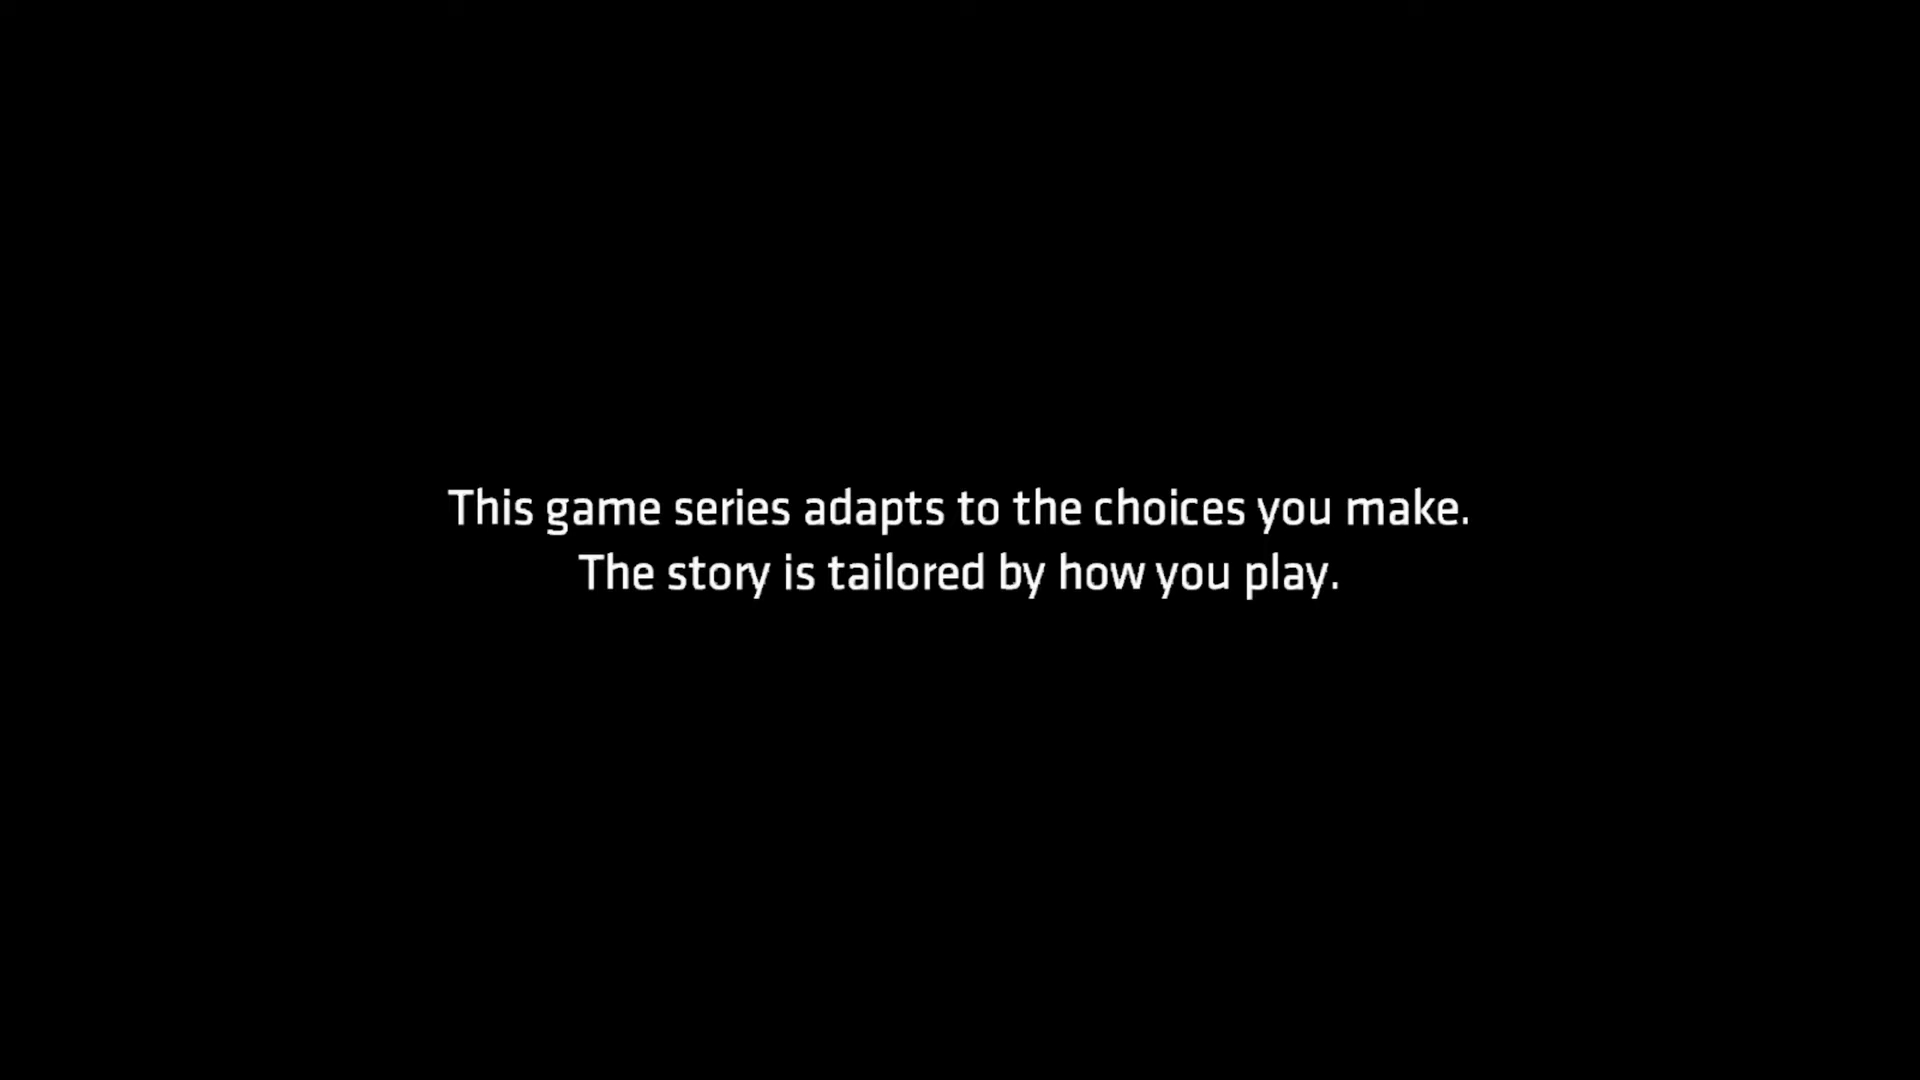 This game series adapts to the choices you make.
The story is tailored by how you play.